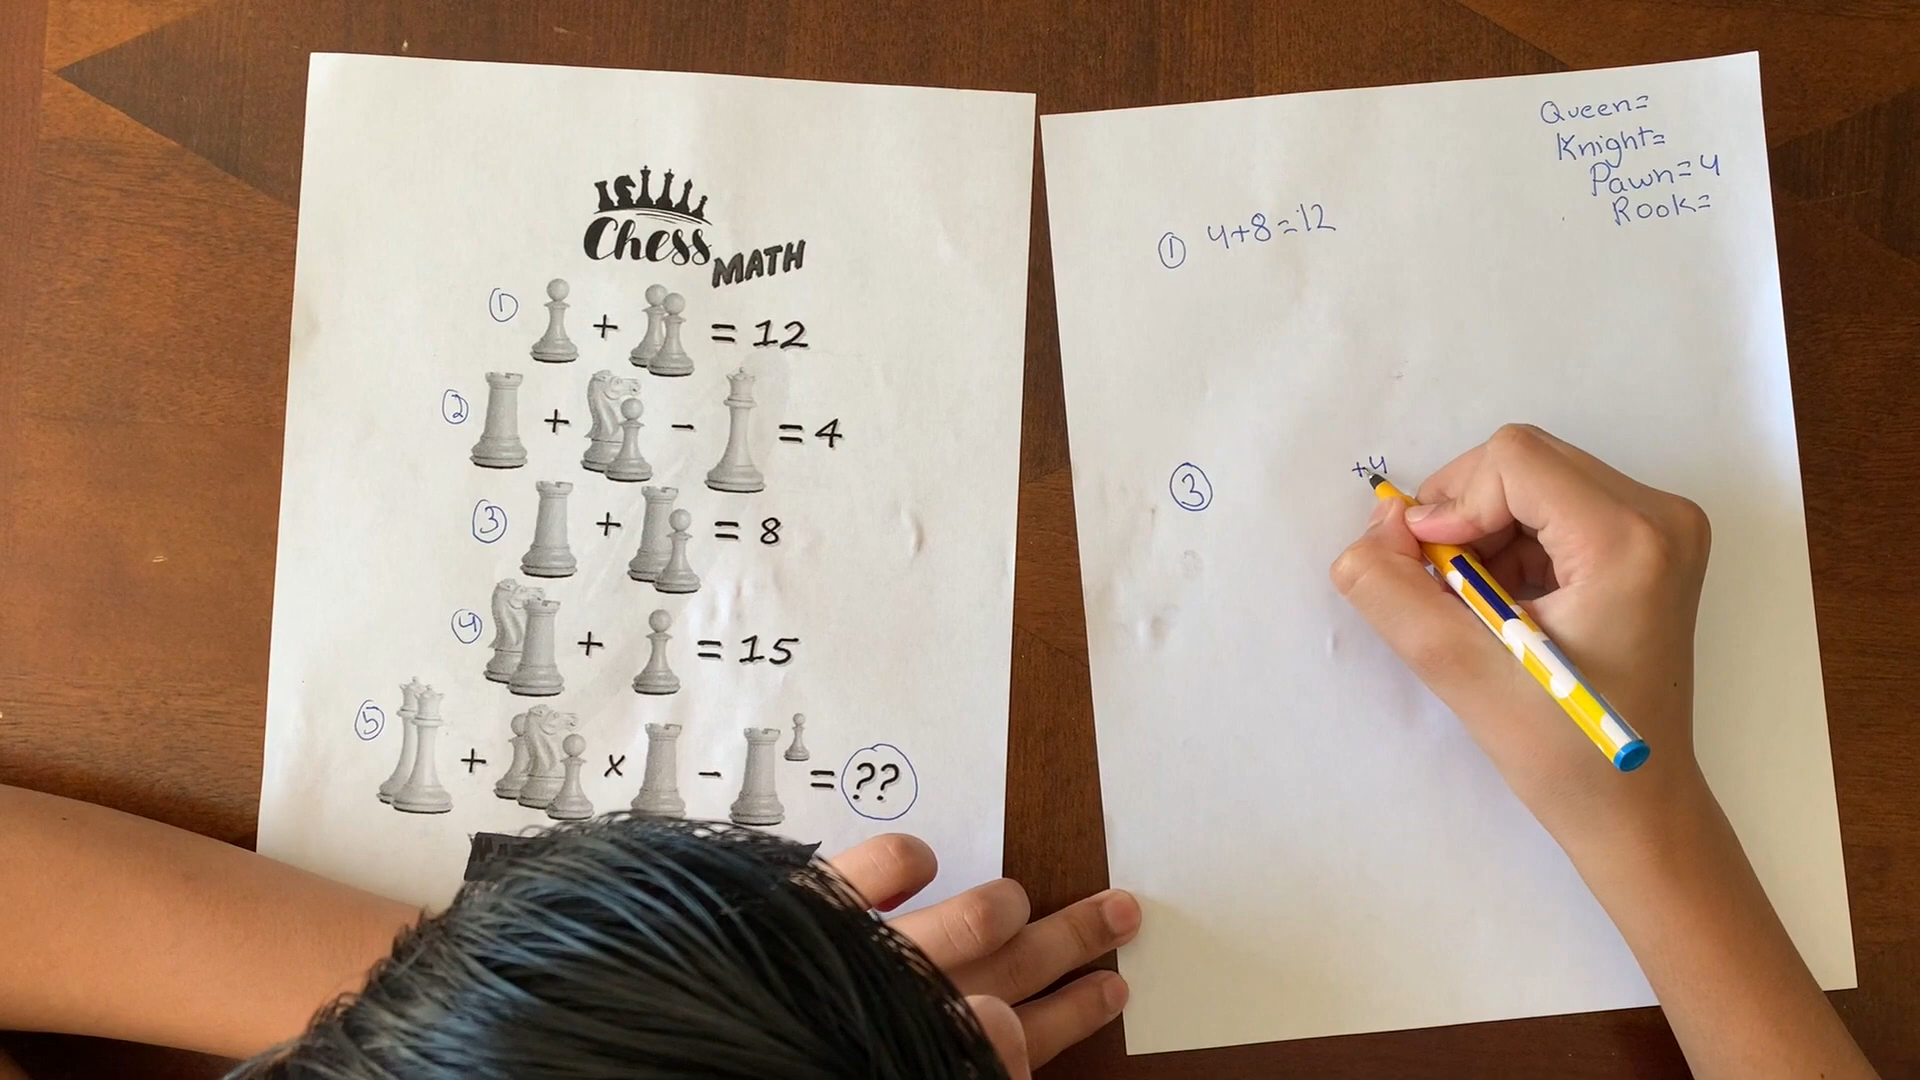 Chess MATH
① + = 12
② + - = 4
③ + = 8
④ + = 15
⑤ + x - = ??
Queen=
Knight=
Pawn=4
Rook=
① 4+8=12
③ +4